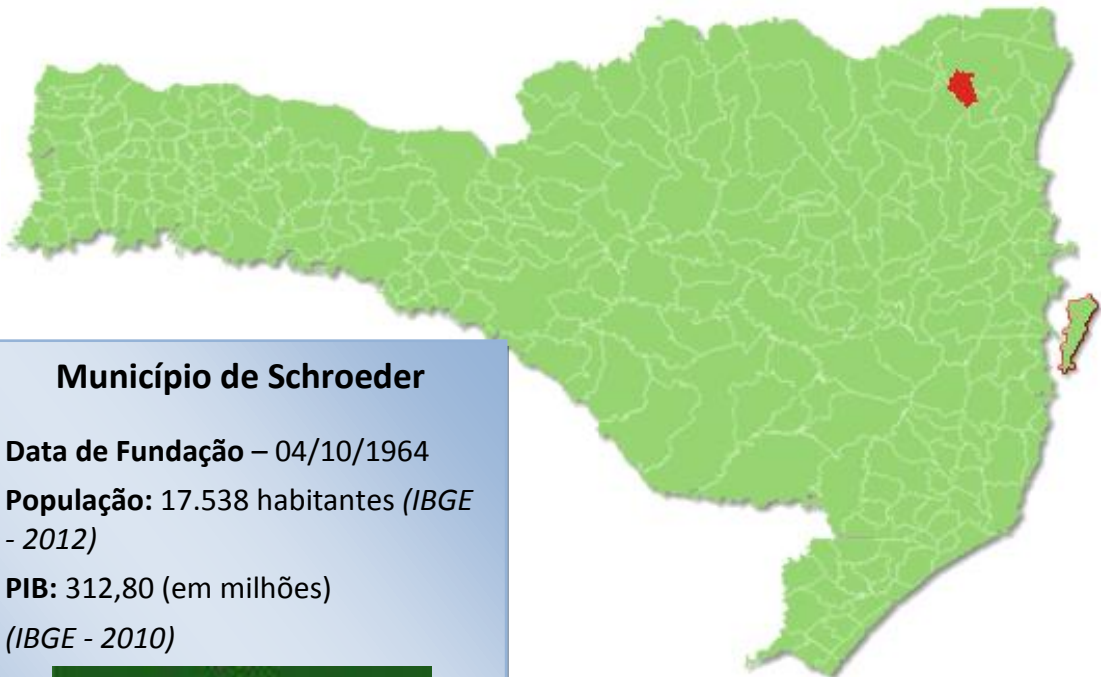 Município de Schroeder
Data de Fundação – 04/10/1964
População: 17.538 habitantes (IBGE
- 2012)
PIB: 312,80 (em milhões)
(IBGE - 2010)